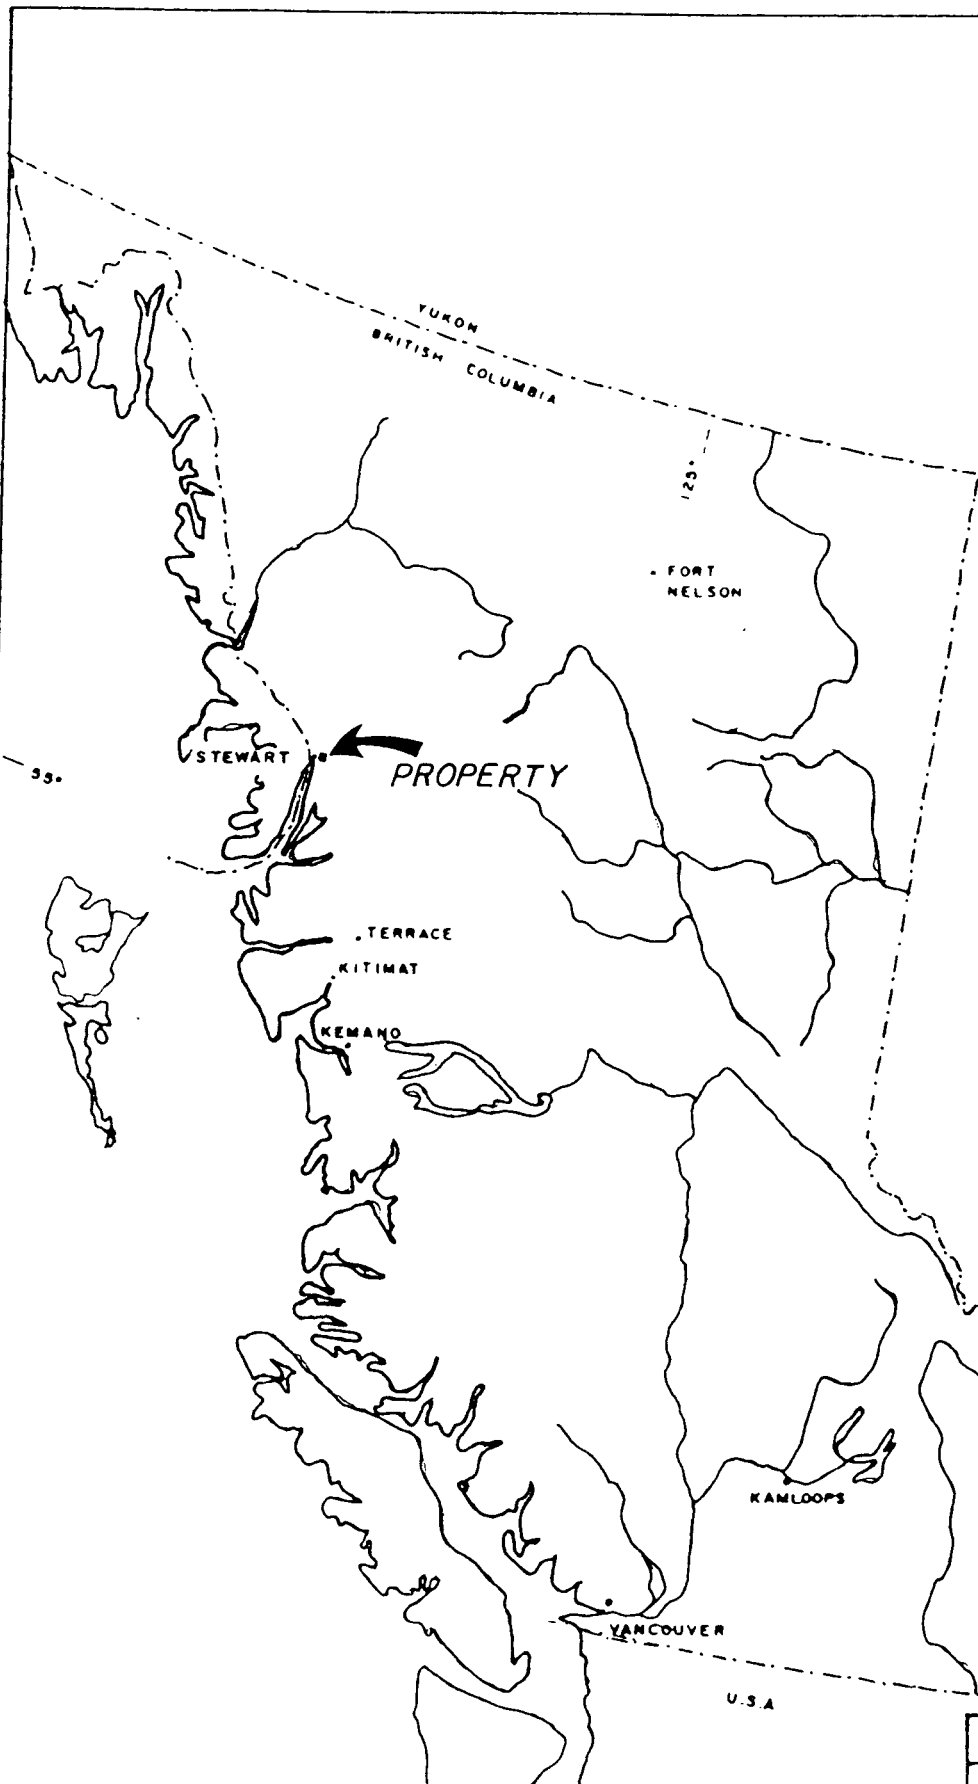 YUKON
BRITISH COLUMBIA
125°
FORT
NELSON
STEWART
PROPERTY
55°
TERRACE
KITIMAT
KEMANO
KAMLOOPS
VANCOUVER
U.S.A